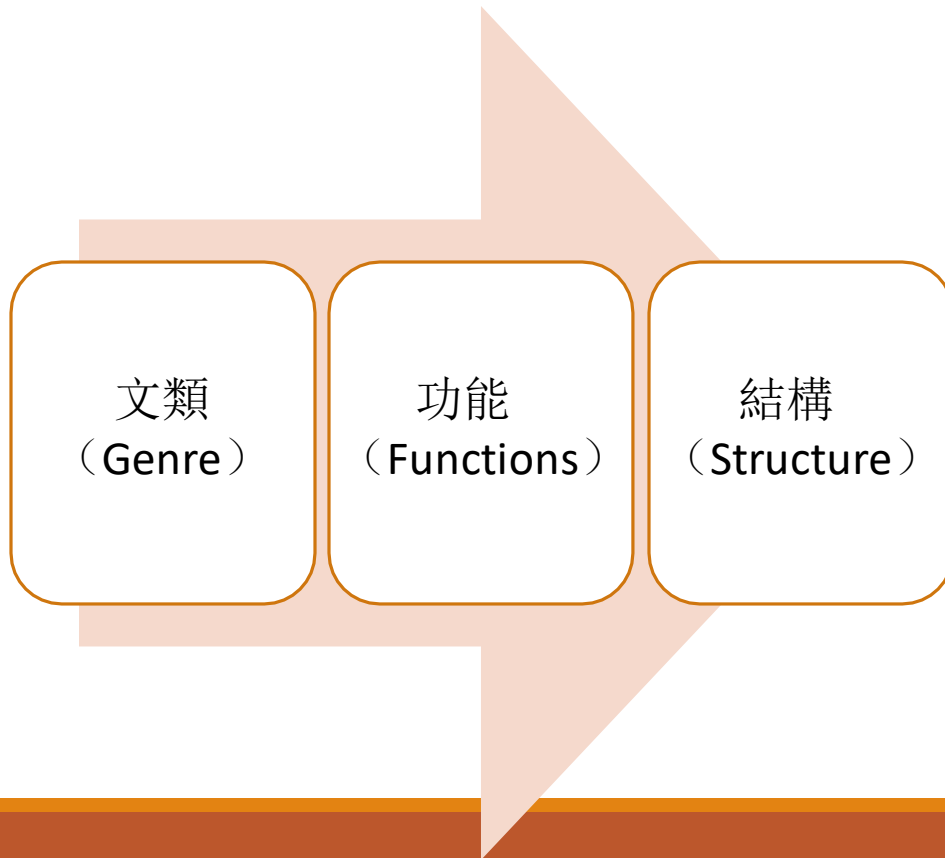 文類
（Genre）
功能
（Functions）
結構
（Structure）